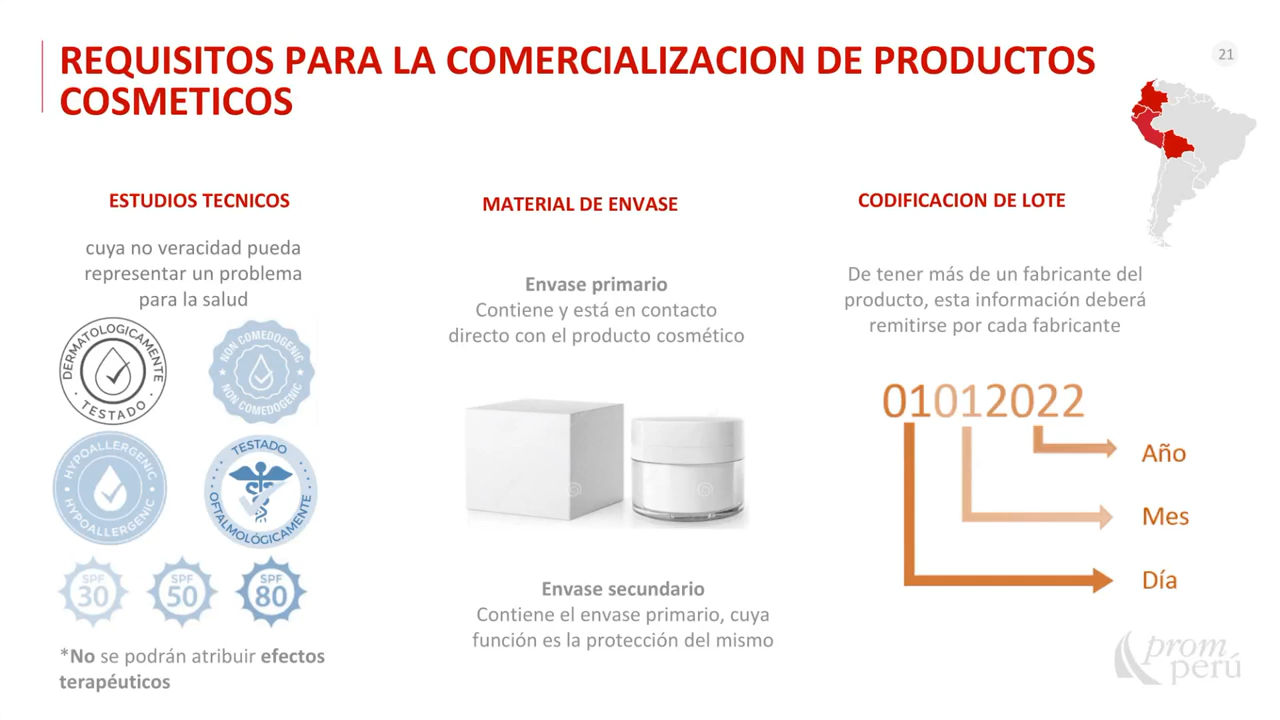 REQUISITOS PARA LA COMERCIALIZACION DE PRODUCTOS
COSMETICOS
21
ESTUDIOS TECNICOS
cuya no veracidad pueda
representar un problema
para la salud
DERMATOLOGICAMENTE
· TESTADO ·
NON COMEDOGENIC
NON COMEDOGENIC
HYPOALLERGENIC
HYPOALLERGENIC
TESTADO
OFTALMOLÓGICAMENTE
SPF
30
SPF
50
SPF
80
*No se podrán atribuir efectos
terapéuticos
MATERIAL DE ENVASE
Envase primario
Contiene y está en contacto
directo con el producto cosmético
Envase secundario
Contiene el envase primario, cuya
función es la protección del mismo
CODIFICACION DE LOTE
De tener más de un fabricante del
producto, esta información deberá
remitirse por cada fabricante
01012022
Año
Mes
Día
prom
perú